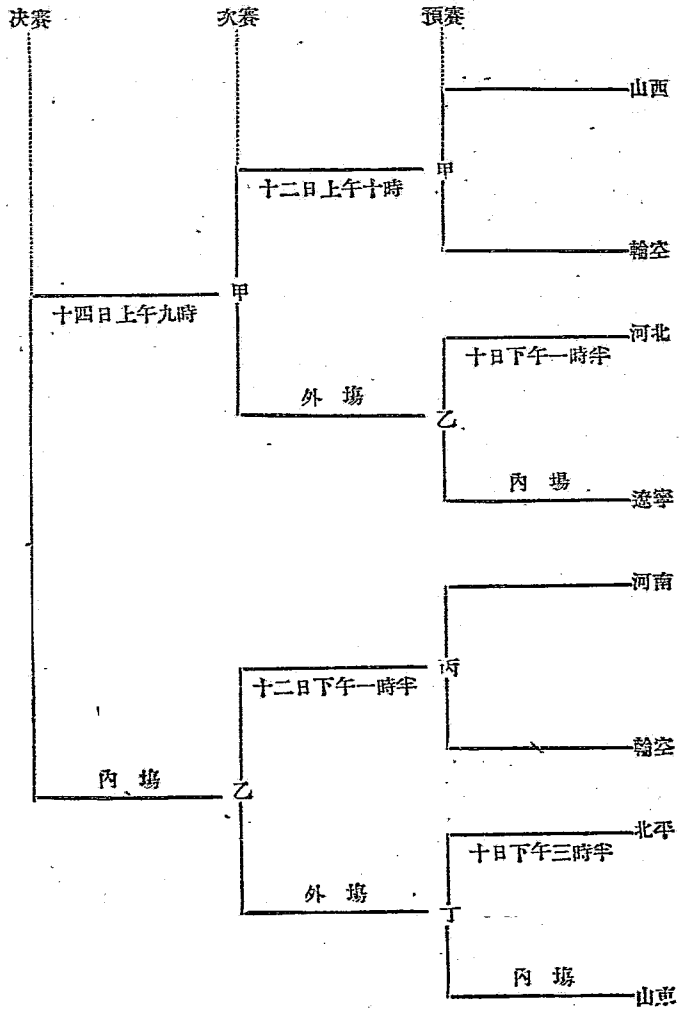 決賽 次賽 預賽
山西
甲
十二日上午十時
輪空
甲
十四日上午九時
河北
十日下午一時半
外場
乙
內場
遼寧
河南
丙
十二日下午一時半
輪空
內場
乙
北平
十日下午三時半
外場
丁
內場
山東